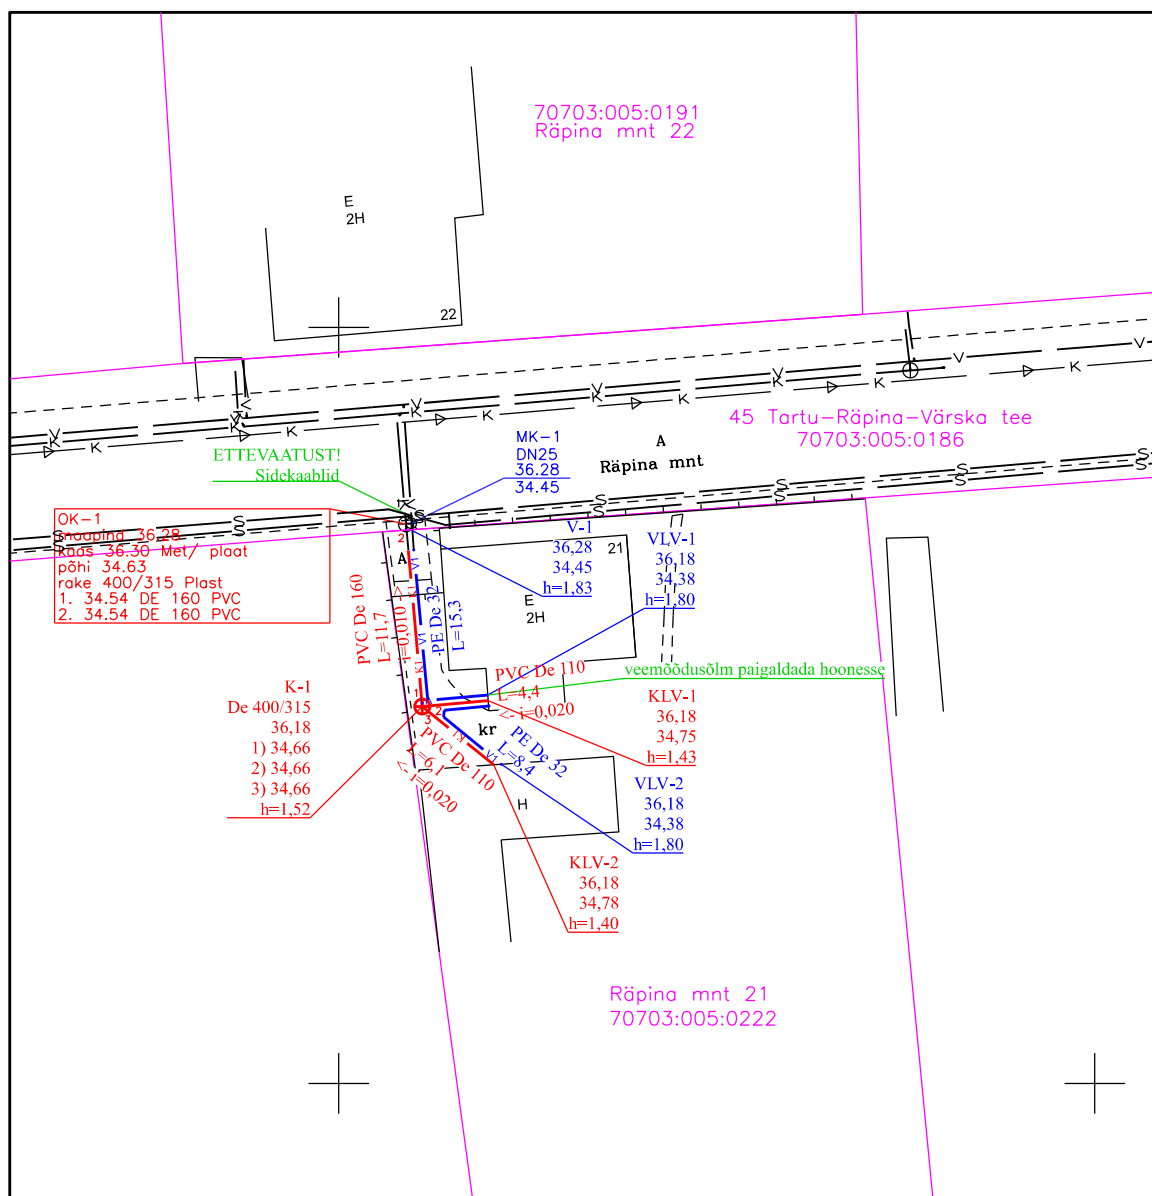 70703:005:0191
Räpina mnt 22
E
2H
22
45 Tartu-Räpina-Värska tee
70703:005:0186
A
Räpina mnt
ETTEVAATUST!
Sidekaablid
MK-1
DN25
36.28
34.45
OK-1
maapind 36.28
kaas 36.30 Met/ plaat
põhi 34.63
rake 400/315 Plast
1. 34.54 DE 160 PVC
2. 34.54 DE 160 PVC
V-1
36,28
34,45
h=1,83
VLV-1
36,18
34,38
h=1,80
21
E
2H
A
PVC De 160
L=11,7
i=0,010
PE De 32
L=15,3
veemõõdusõlm paigaldada hoonesse
PVC De 110
L=4,4
i=0,020
K-1
De 400/315
36,18
1) 34,66
2) 34,66
3) 34,66
h=1,52
KLV-1
36,18
34,75
h=1,43
kr
PE De 32
L=8,4
PVC De 110
L=6,1
i=0,020
H
VLV-2
36,18
34,38
h=1,80
KLV-2
36,18
34,78
h=1,40
Räpina mnt 21
70703:005:0222
V
K
S
V1
K1
1
2
3